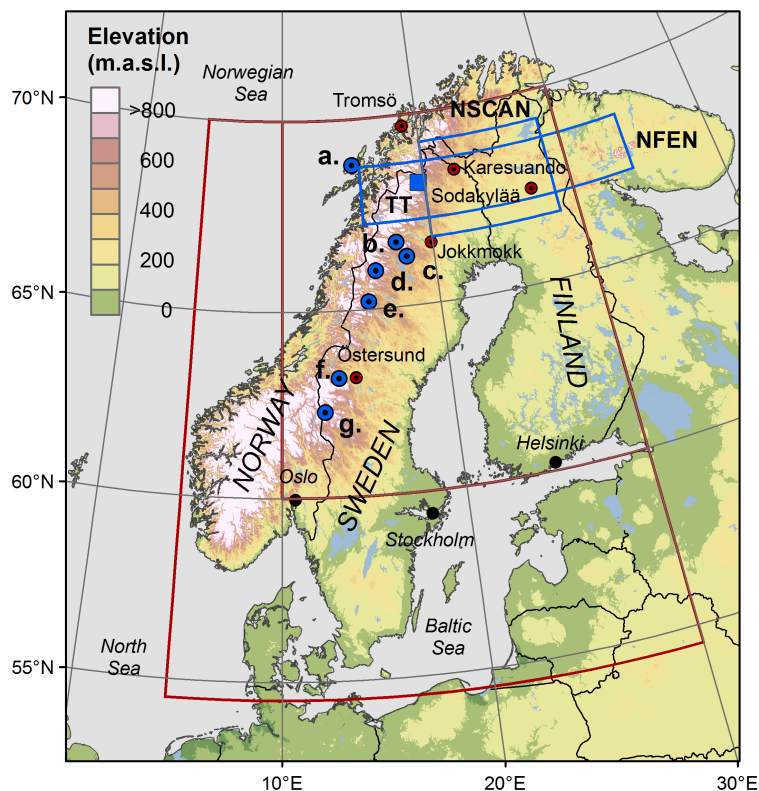 Elevation
(m.a.s.l.)
>800
600
400
200
0
Norwegian
Sea
70°N
65°N
60°N
55°N
Tromsö
NSCAN
NFEN
a.
Karesuando
Sodakylää
TT
b.
Jokkmokk
c.
d.
e.
FINLAND
Östersund
f.
g.
NORWAY
SWEDEN
Helsinki
Oslo
Stockholm
North
Sea
Baltic
Sea
10°E
20°E
30°E